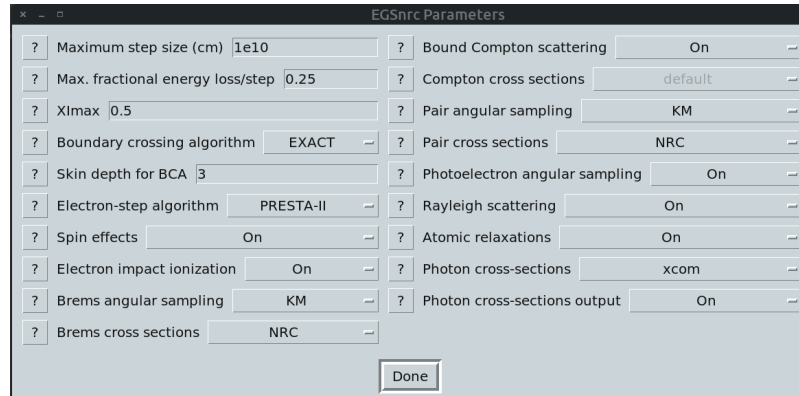 EGSnrc Parameters
? Maximum step size (cm) 1e10 ? Bound Compton scattering On
? Max. fractional energy loss/step 0.25 ? Compton cross sections default
? XImax 0.5 ? Pair angular sampling KM
? Boundary crossing algorithm EXACT ? Pair cross sections NRC
? Skin depth for BCA 3 ? Photoelectron angular sampling On
? Electron-step algorithm PRESTA-II ? Rayleigh scattering On
? Spin effects On ? Atomic relaxations On
? Electron impact ionization On ? Photon cross-sections xcom
? Brems angular sampling KM ? Photon cross-sections output On
? Brems cross sections NRC
Done